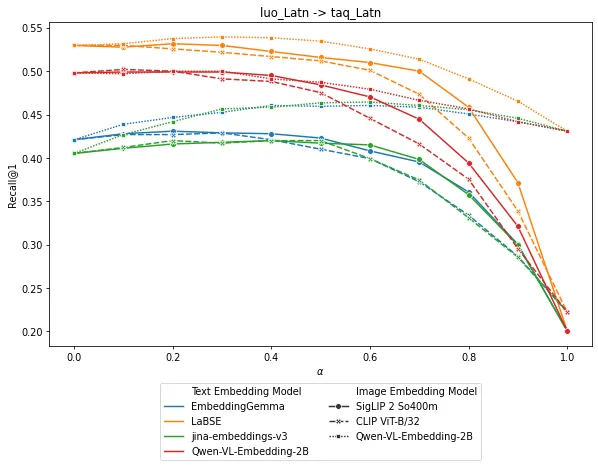 luo_Latn -> taq_Latn
0.55
0.50
0.45
0.40
0.35
0.30
0.25
0.20
Recall@1
0.0 0.2 0.4 0.6 0.8 1.0
α
Text Embedding Model
EmbeddingGemma
LaBSE
jina-embeddings-v3
Qwen-VL-Embedding-2B
Image Embedding Model
SigLIP 2 So400m
CLIP ViT-B/32
Qwen-VL-Embedding-2B